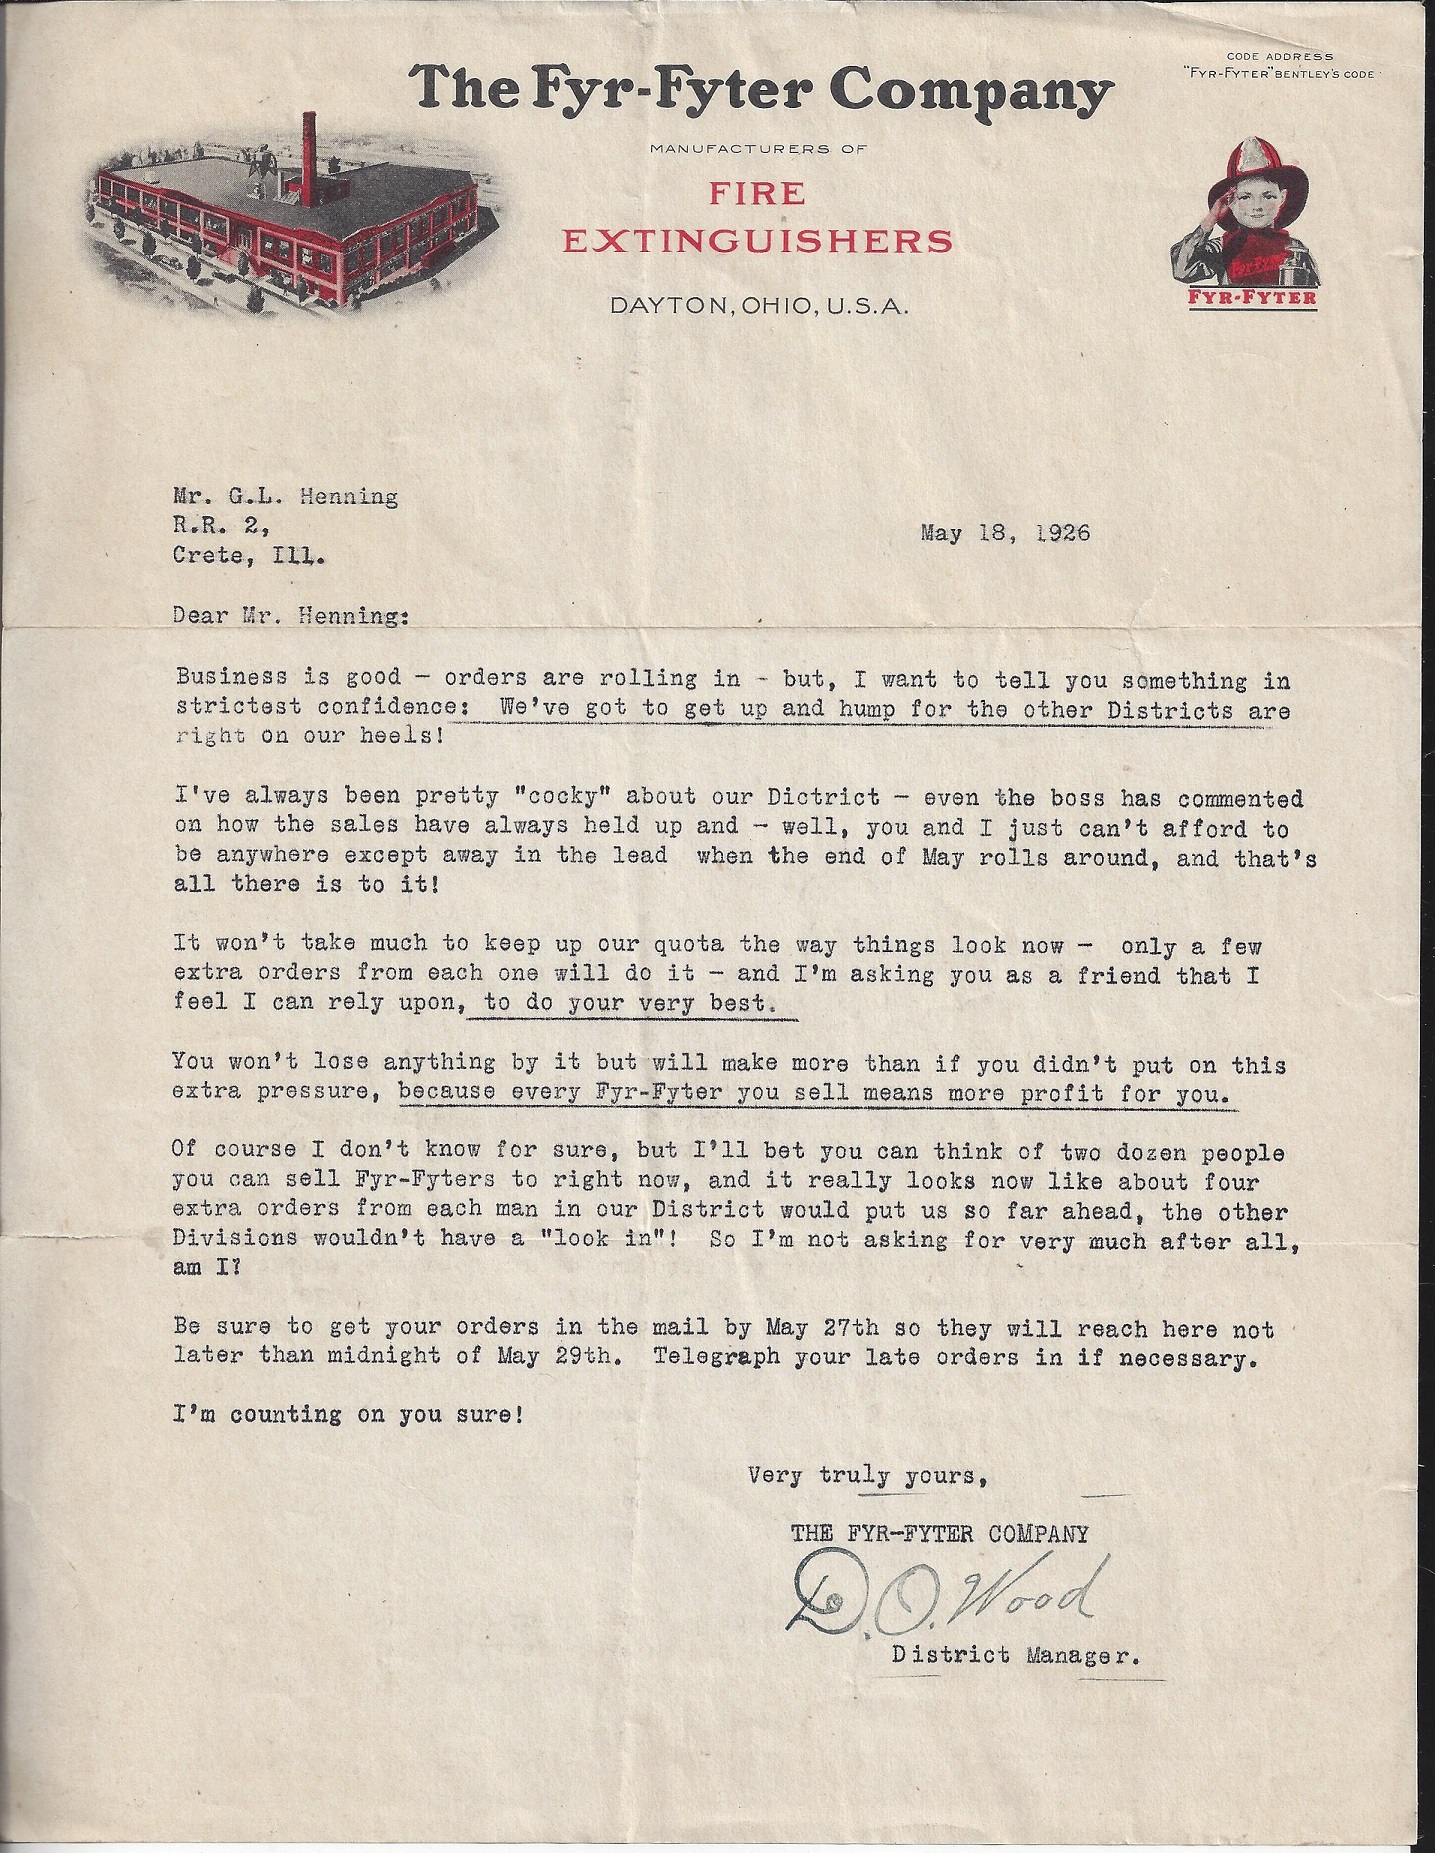 CODE ADDRESS
"FYR-FYTER" BENTLEY'S CODE
The Fyr-Fyter Company
MANUFACTURERS OF
FIRE
EXTINGUISHERS
DAYTON, OHIO, U.S.A.
Fyr-Fyter
FYR-FYTER
Mr. G.L. Henning
R.R. 2,
Crete, Ill.
May 18, 1926
Dear Mr. Henning:
Business is good - orders are rolling in - but, I want to tell you something in
strictest confidence: We've got to get up and hump for the other Districts are
right on our heels!
I've always been pretty "cocky" about our Dictrict - even the boss has commented
on how the sales have always held up and - well, you and I just can't afford to
be anywhere except away in the lead when the end of May rolls around, and that's
all there is to it!
It won't take much to keep up our quota the way things look now - only a few
extra orders from each one will do it - and I'm asking you as a friend that I
feel I can rely upon, to do your very best.
You won't lose anything by it but will make more than if you didn't put on this
extra pressure, because every Fyr-Fyter you sell means more profit for you.
Of course I don't know for sure, but I'll bet you can think of two dozen people
you can sell Fyr-Fyters to right now, and it really looks now like about four
extra orders from each man in our District would put us so far ahead, the other
Divisions wouldn't have a "look in"! So I'm not asking for very much after all,
am I?
Be sure to get your orders in the mail by May 27th so they will reach here not
later than midnight of May 29th. Telegraph your late orders in if necessary.
I'm counting on you sure!
Very truly yours,
THE FYR-FYTER COMPANY
D. O. Wood
District Manager.